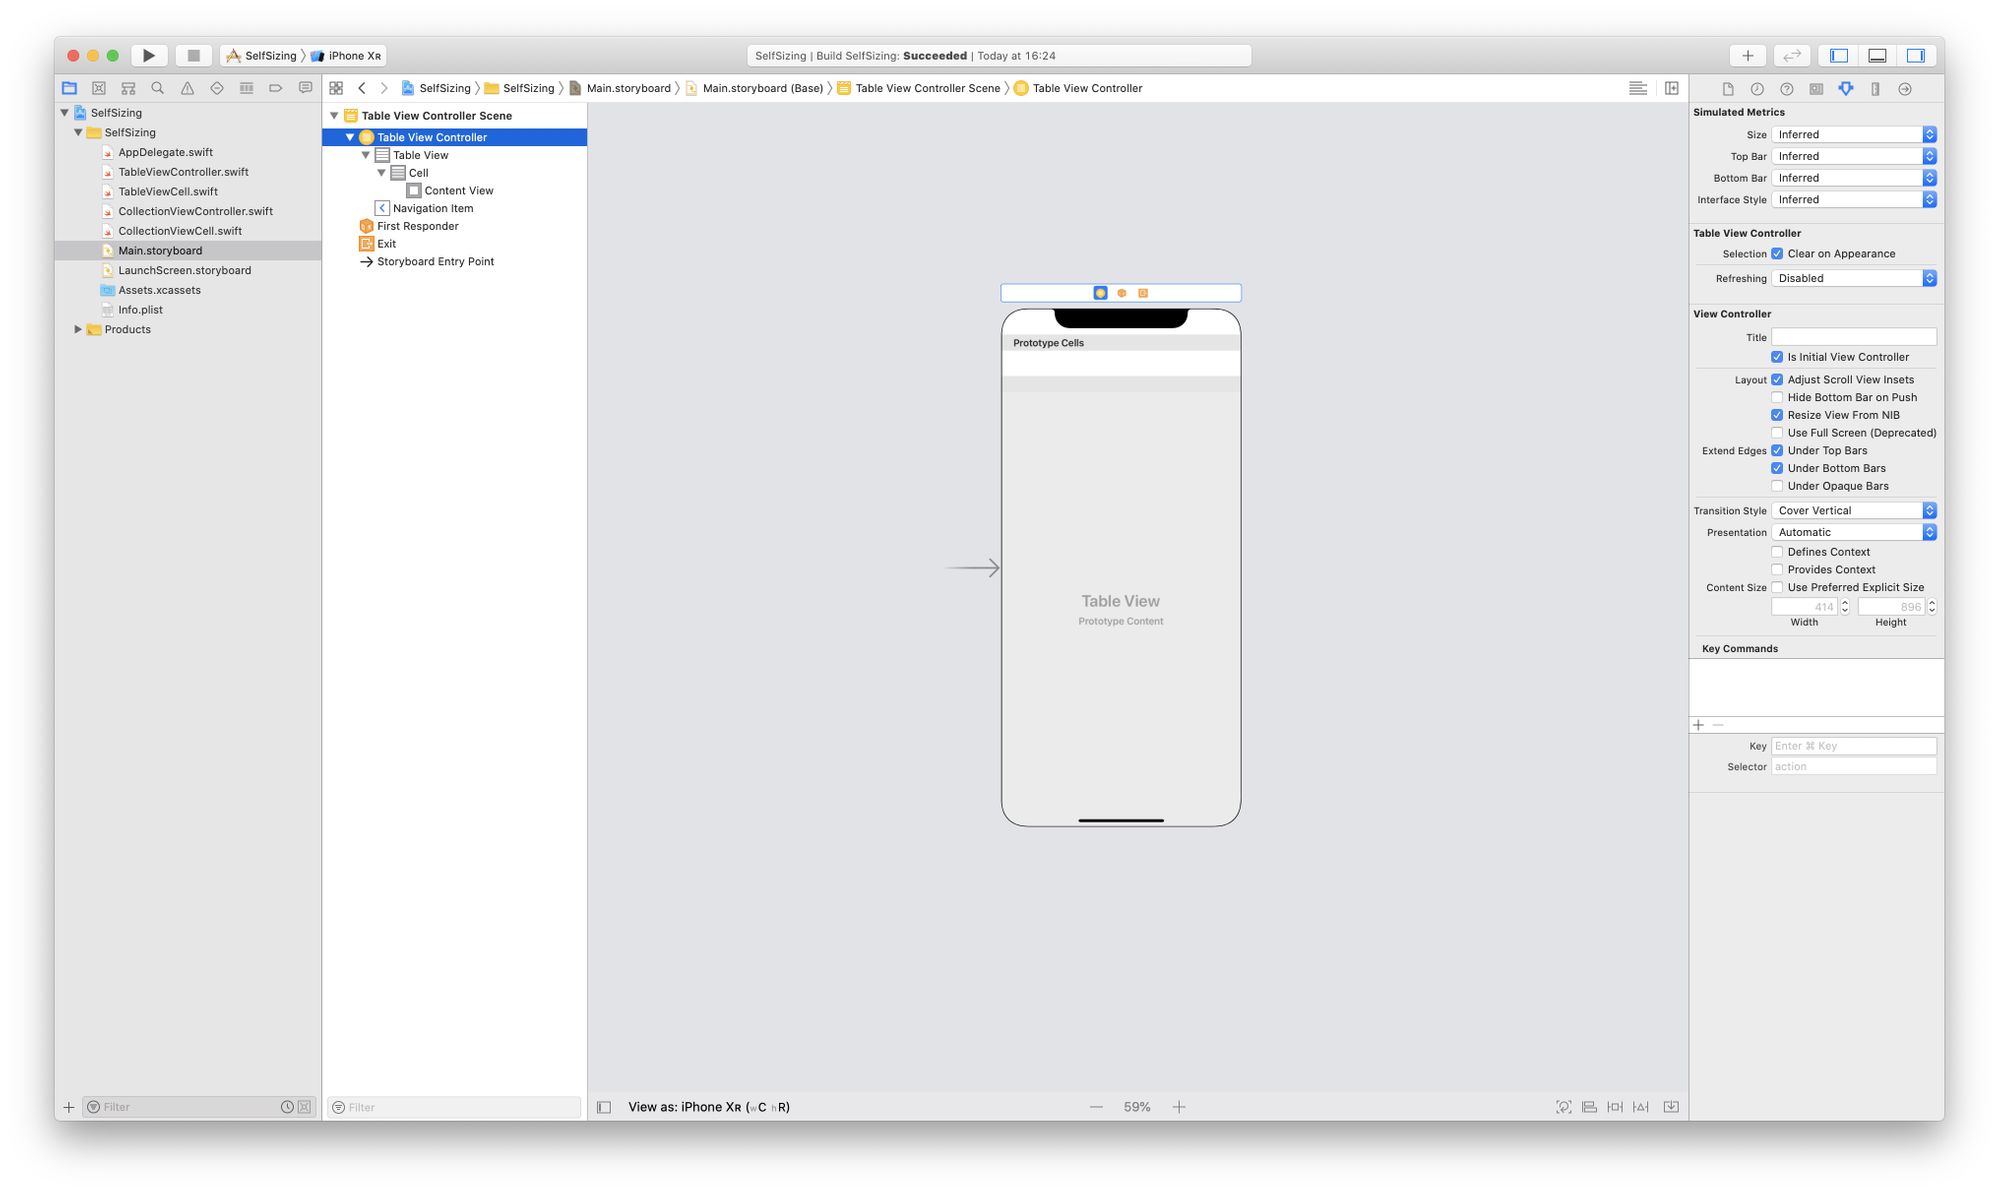 SelfSizing 〉 iPhone Xʀ
SelfSizing | Build SelfSizing: Succeeded | Today at 16:24
SelfSizing
SelfSizing
AppDelegate.swift
TableViewController.swift
TableViewCell.swift
CollectionViewController.swift
CollectionViewCell.swift
Main.storyboard
LaunchScreen.storyboard
Assets.xcassets
Info.plist
Products
Filter
SelfSizing 〉 SelfSizing 〉 Main.storyboard 〉 Main.storyboard (Base) 〉 Table View Controller Scene 〉 Table View Controller
Table View Controller Scene
Table View Controller
Table View
Cell
Content View
Navigation Item
First Responder
Exit
Storyboard Entry Point
Filter
Prototype Cells
Table View
Prototype Content
View as: iPhone Xʀ (wC hR)
59%
Simulated Metrics
Size Inferred
Top Bar Inferred
Bottom Bar Inferred
Interface Style Inferred
Table View Controller
Selection Clear on Appearance
Refreshing Disabled
View Controller
Title
Is Initial View Controller
Layout Adjust Scroll View Insets
Hide Bottom Bar on Push
Resize View From NIB
Use Full Screen (Deprecated)
Extend Edges Under Top Bars
Under Bottom Bars
Under Opaque Bars
Transition Style Cover Vertical
Presentation Automatic
Defines Context
Provides Context
Content Size Use Preferred Explicit Size
414 896
Width Height
Key Commands
Key Enter ⌘ Key
Selector action